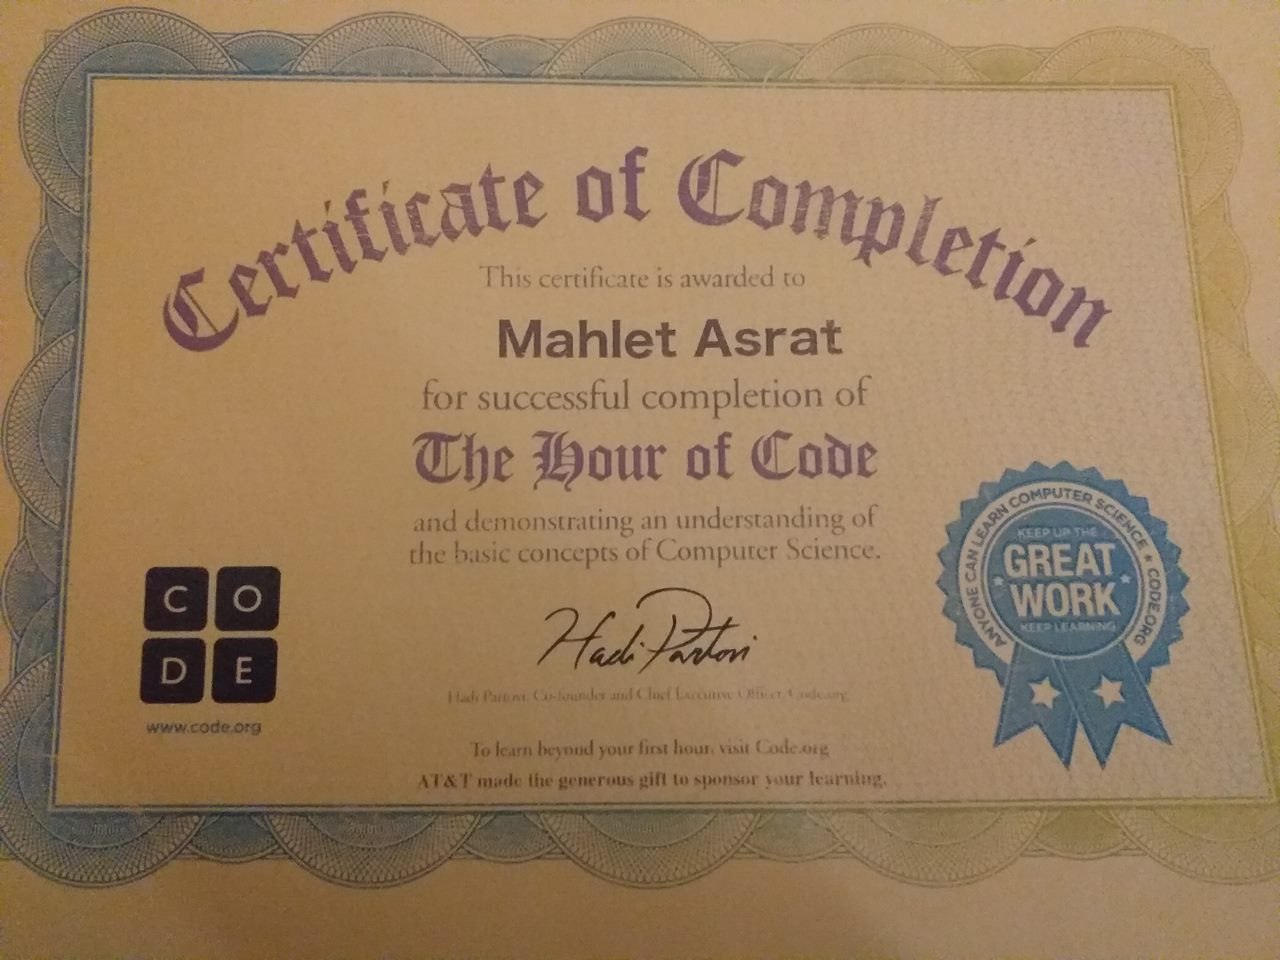 Certificate of Completion
This certificate is awarded to
Mahlet Asrat
for successful completion of
The Hour of Code
and demonstrating an understanding of
the basic concepts of Computer Science.
C O
D E
www.code.org
Hadi Partovi
Hadi Partovi, Co-founder and Chief Executive Officer, Code.org
To learn beyond your first hour, visit Code.org
AT&T made the generous gift to sponsor your learning.
ANYONE CAN LEARN COMPUTER SCIENCE ★ CODE.ORG
KEEP UP THE
GREAT
WORK
KEEP LEARNING